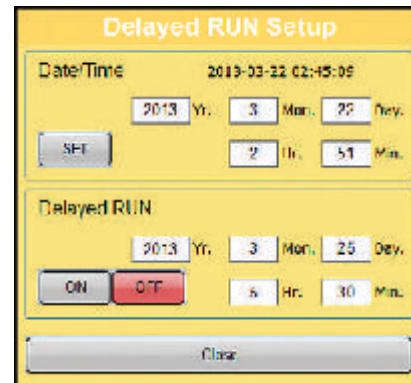 Delayed RUN Setup
Date/Time 2013-03-22 02:45:09
2013 Yr. 3 Mon. 22 Day.
SET 2 Hr. 51 Min.
Delayed RUN
2013 Yr. 3 Mon. 25 Day.
ON OFF 6 Hr. 30 Min.
Close